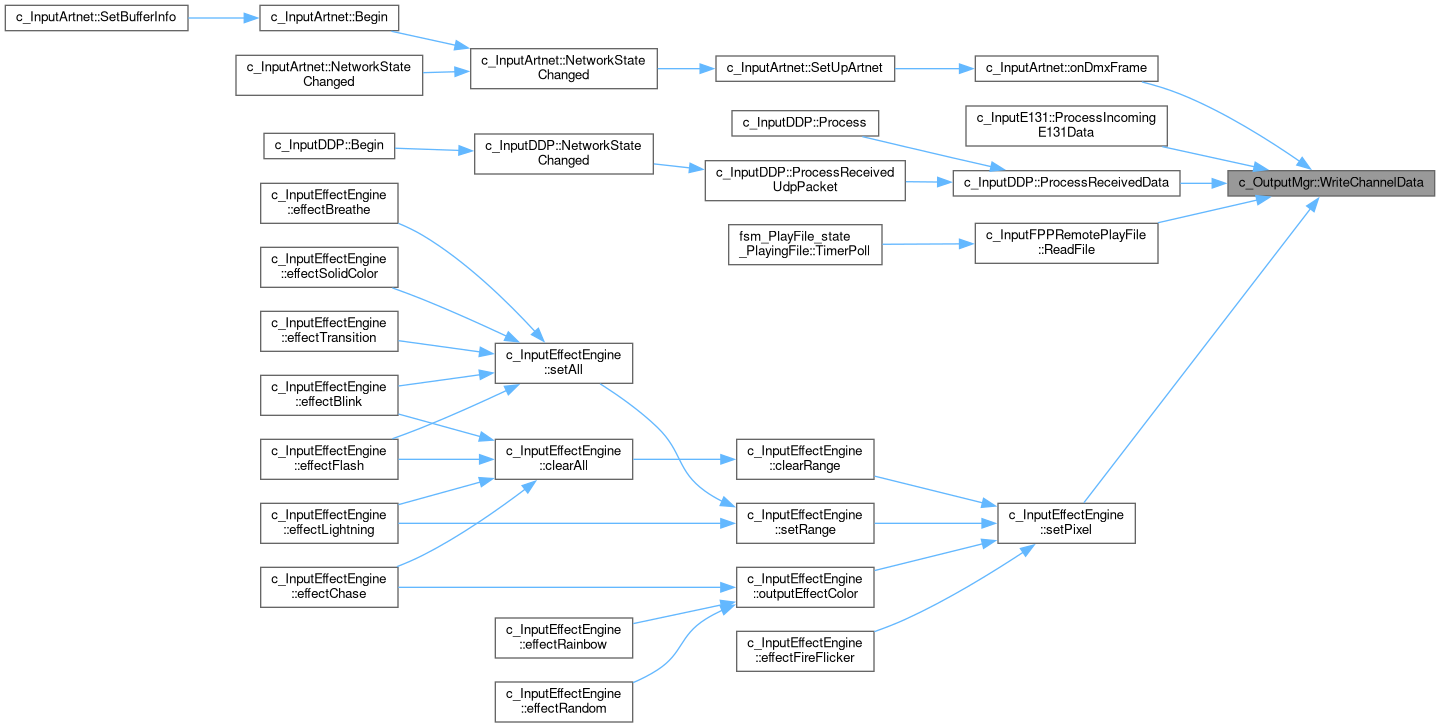 c_InputArtnet::SetBufferInfo
c_InputArtnet::Begin
c_InputArtnet::NetworkState
Changed
c_InputArtnet::NetworkState
Changed
c_InputArtnet::SetUpArtnet
c_InputArtnet::onDmxFrame
c_InputE131::ProcessIncoming
E131Data
c_InputDDP::Process
c_InputDDP::Begin
c_InputDDP::NetworkState
Changed
c_InputDDP::ProcessReceived
UdpPacket
c_InputDDP::ProcessReceivedData
c_OutputMgr::WriteChannelData
c_InputEffectEngine
::effectBreathe
fsm_PlayFile_state
_PlayingFile::TimerPoll
c_InputFPPRemotePlayFile
::ReadFile
c_InputEffectEngine
::effectSolidColor
c_InputEffectEngine
::effectTransition
c_InputEffectEngine
::setAll
c_InputEffectEngine
::effectBlink
c_InputEffectEngine
::effectFlash
c_InputEffectEngine
::clearAll
c_InputEffectEngine
::clearRange
c_InputEffectEngine
::effectLightning
c_InputEffectEngine
::setRange
c_InputEffectEngine
::setPixel
c_InputEffectEngine
::effectChase
c_InputEffectEngine
::outputEffectColor
c_InputEffectEngine
::effectRainbow
c_InputEffectEngine
::effectFireFlicker
c_InputEffectEngine
::effectRandom